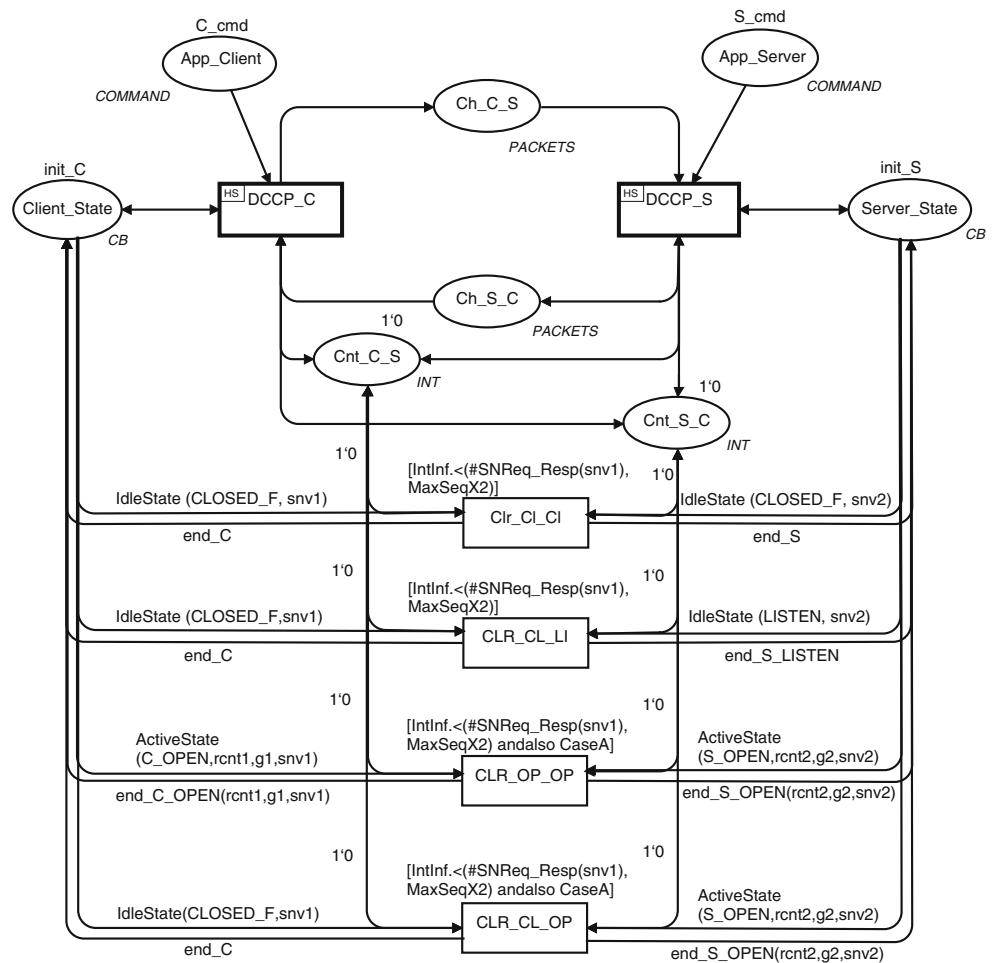 C_cmd
App_Client
COMMAND
S_cmd
App_Server
COMMAND
Ch_C_S
PACKETS
init_C
Client_State
CB
HS
DCCP_C
HS
DCCP_S
init_S
Server_State
CB
Ch_S_C
PACKETS
1‘0
Cnt_C_S
INT
1‘0
Cnt_S_C
INT
1‘0
[IntInf.<(#SNReq_Resp(snv1),
MaxSeqX2)]
1‘0
IdleState (CLOSED_F, snv1)
Clr_Cl_Cl
IdleState (CLOSED_F, snv2)
end_C
end_S
1‘0
[IntInf.<(#SNReq_Resp(snv1),
MaxSeqX2)]
1‘0
IdleState (CLOSED_F,snv1)
CLR_CL_LI
IdleState (LISTEN, snv2)
end_C
end_S_LISTEN
1‘0
[IntInf.<(#SNReq_Resp(snv1),
MaxSeqX2) andalso CaseA]
1‘0
ActiveState
(C_OPEN,rcnt1,g1,snv1)
CLR_OP_OP
ActiveState
(S_OPEN,rcnt2,g2,snv2)
end_C_OPEN(rcnt1,g1,snv1)
end_S_OPEN(rcnt2,g2,snv2)
1‘0
[IntInf.<(#SNReq_Resp(snv1),
MaxSeqX2) andalso CaseA]
1‘0
IdleState(CLOSED_F,snv1)
CLR_CL_OP
ActiveState
(S_OPEN,rcnt2,g2,snv2)
end_C
end_S_OPEN(rcnt2,g2,snv2)